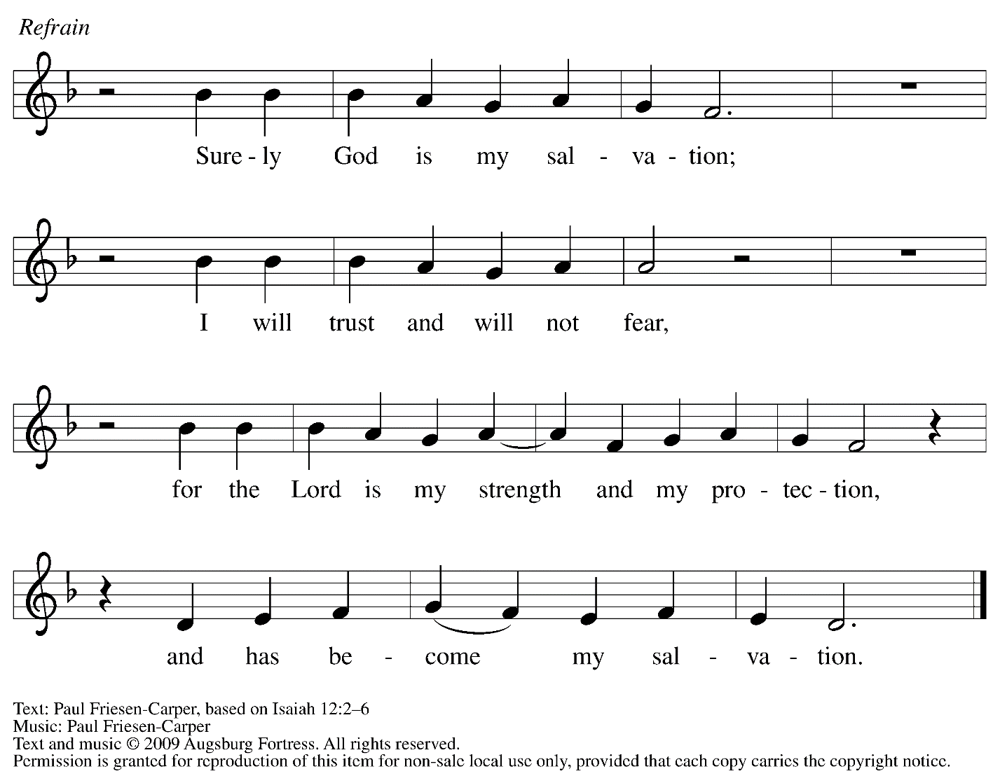 Refrain
Sure - ly God is my sal - va - tion;
I will trust and will not fear,
for the Lord is my strength and my pro - tec - tion,
and has be - come my sal - va - tion.
Text: Paul Friesen-Carper, based on Isaiah 12:2–6
Music: Paul Friesen-Carper
Text and music © 2009 Augsburg Fortress. All rights reserved.
Permission is granted for reproduction of this item for non-sale local use only, provided that each copy carries the copyright notice.